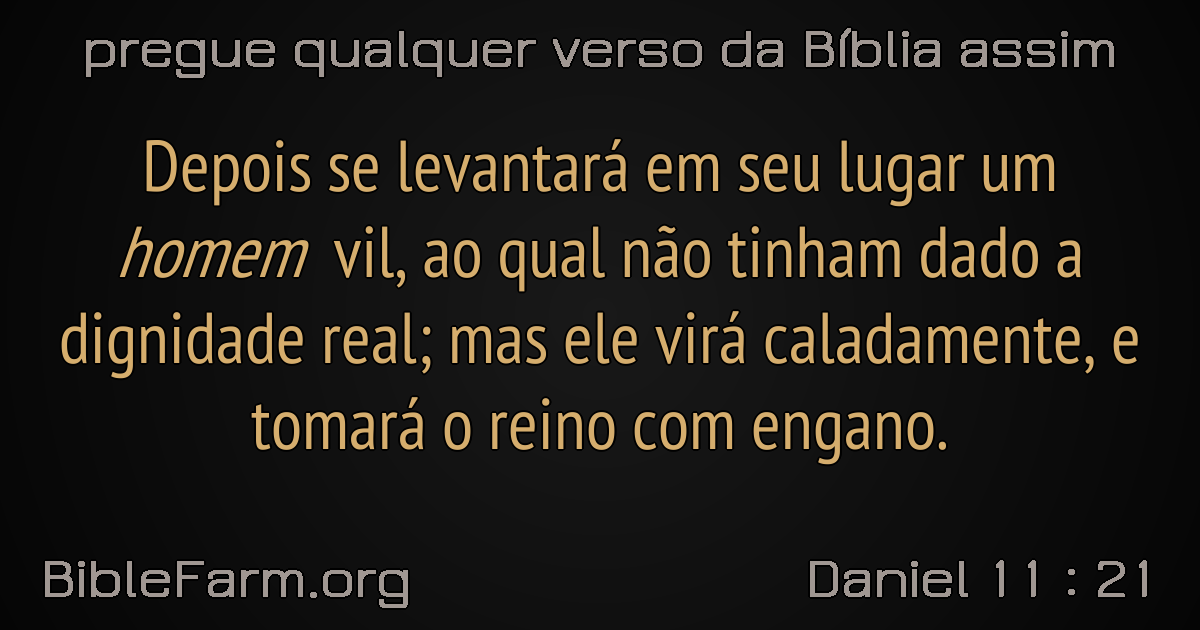 pregue qualquer verso da Bíblia assim
Depois se levantará em seu lugar um
homem vil, ao qual não tinham dado a
dignidade real; mas ele virá caladamente, e
tomará o reino com engano.
BibleFarm.org
Daniel 11 : 21